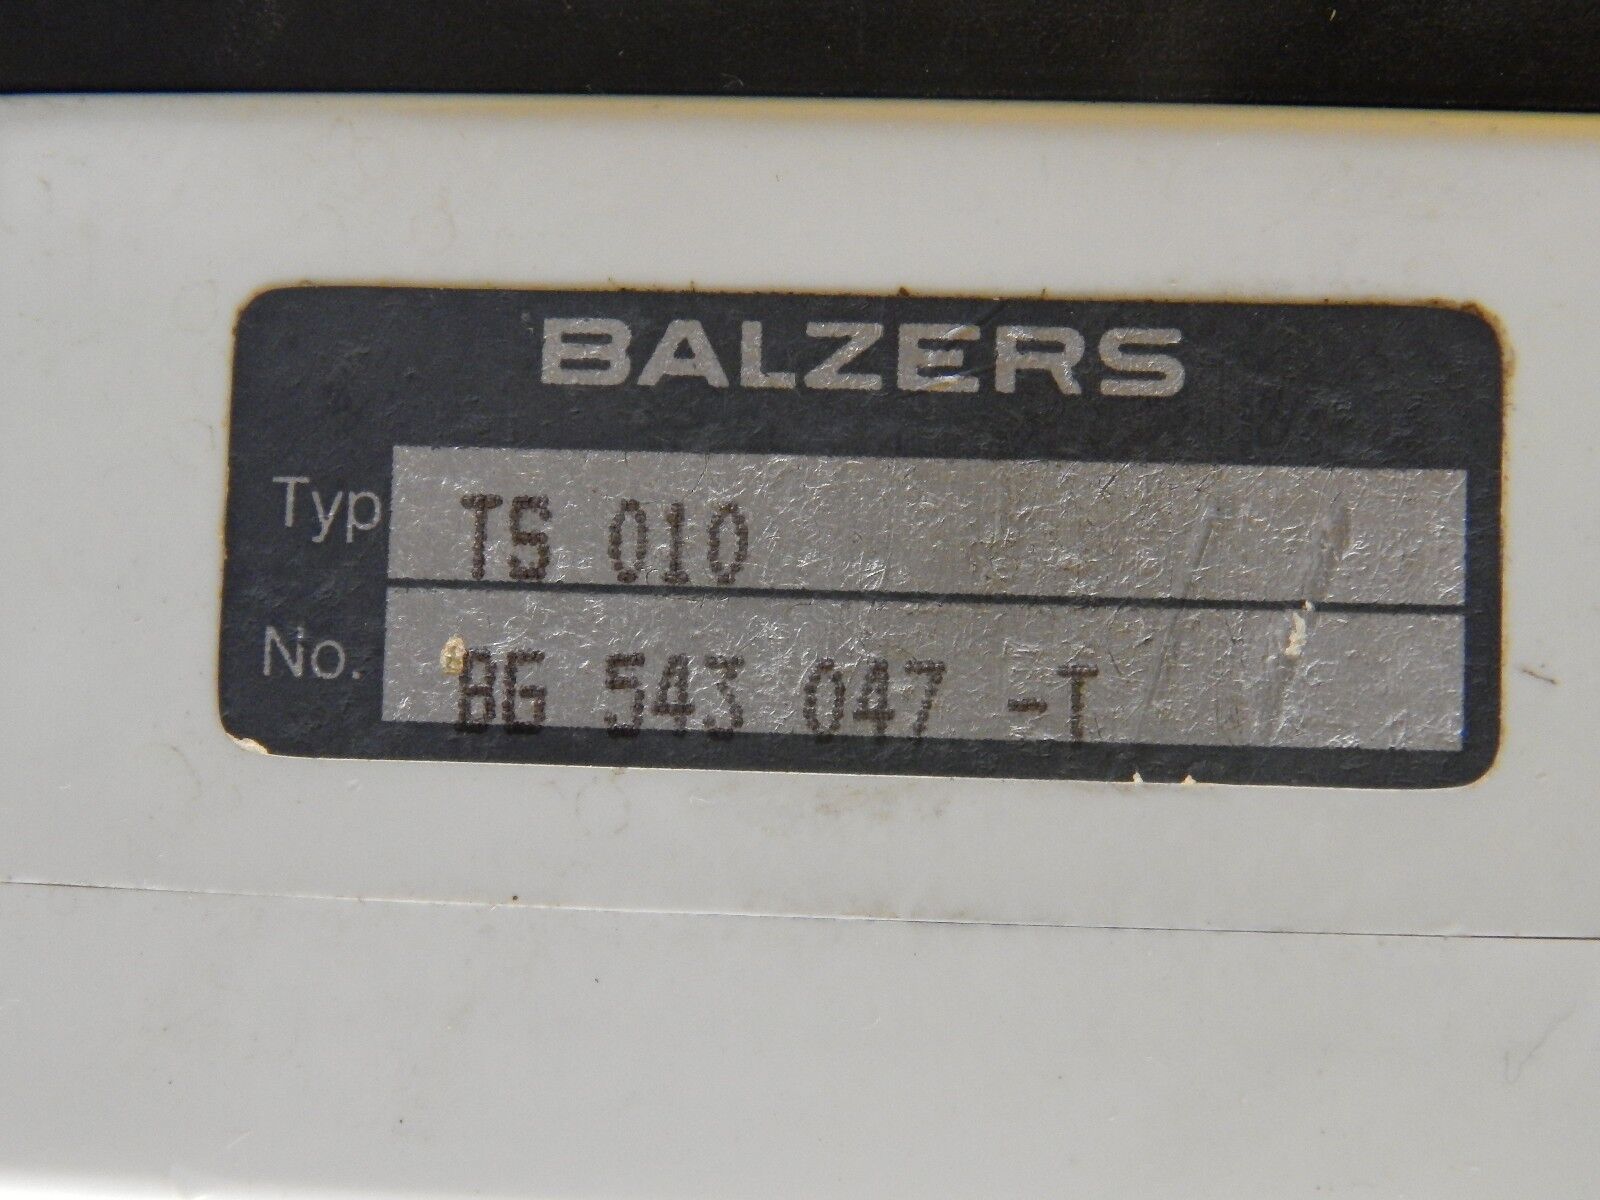 BALZERS
Typ TS 010
No. BG 543 047 -T